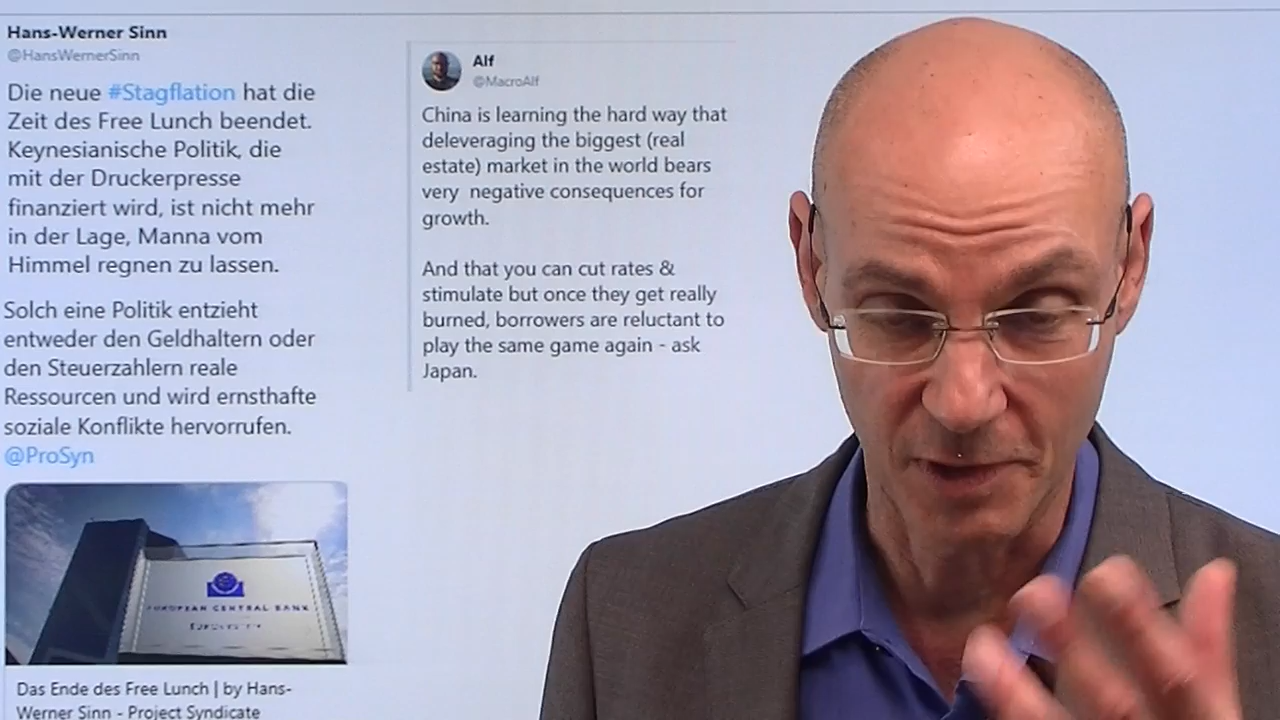 Hans-Werner Sinn
@HansWernerSinn
Die neue #Stagflation hat die
Zeit des Free Lunch beendet.
Keynesianische Politik, die
mit der Druckerpresse
finanziert wird, ist nicht mehr
in der Lage, Manna vom
Himmel regnen zu lassen.
Solch eine Politik entzieht
entweder den Geldhaltern oder
den Steuerzahlern reale
Ressourcen und wird ernsthafte
soziale Konflikte hervorrufen.
@ProSyn
EUROPEAN CENTRAL BANK
Das Ende des Free Lunch | by Hans-
Werner Sinn - Project Syndicate
Alf
@MacroAlf
China is learning the hard way that
deleveraging the biggest (real
estate) market in the world bears
very negative consequences for
growth.
And that you can cut rates &
stimulate but once they get really
burned, borrowers are reluctant to
play the same game again - ask
Japan.